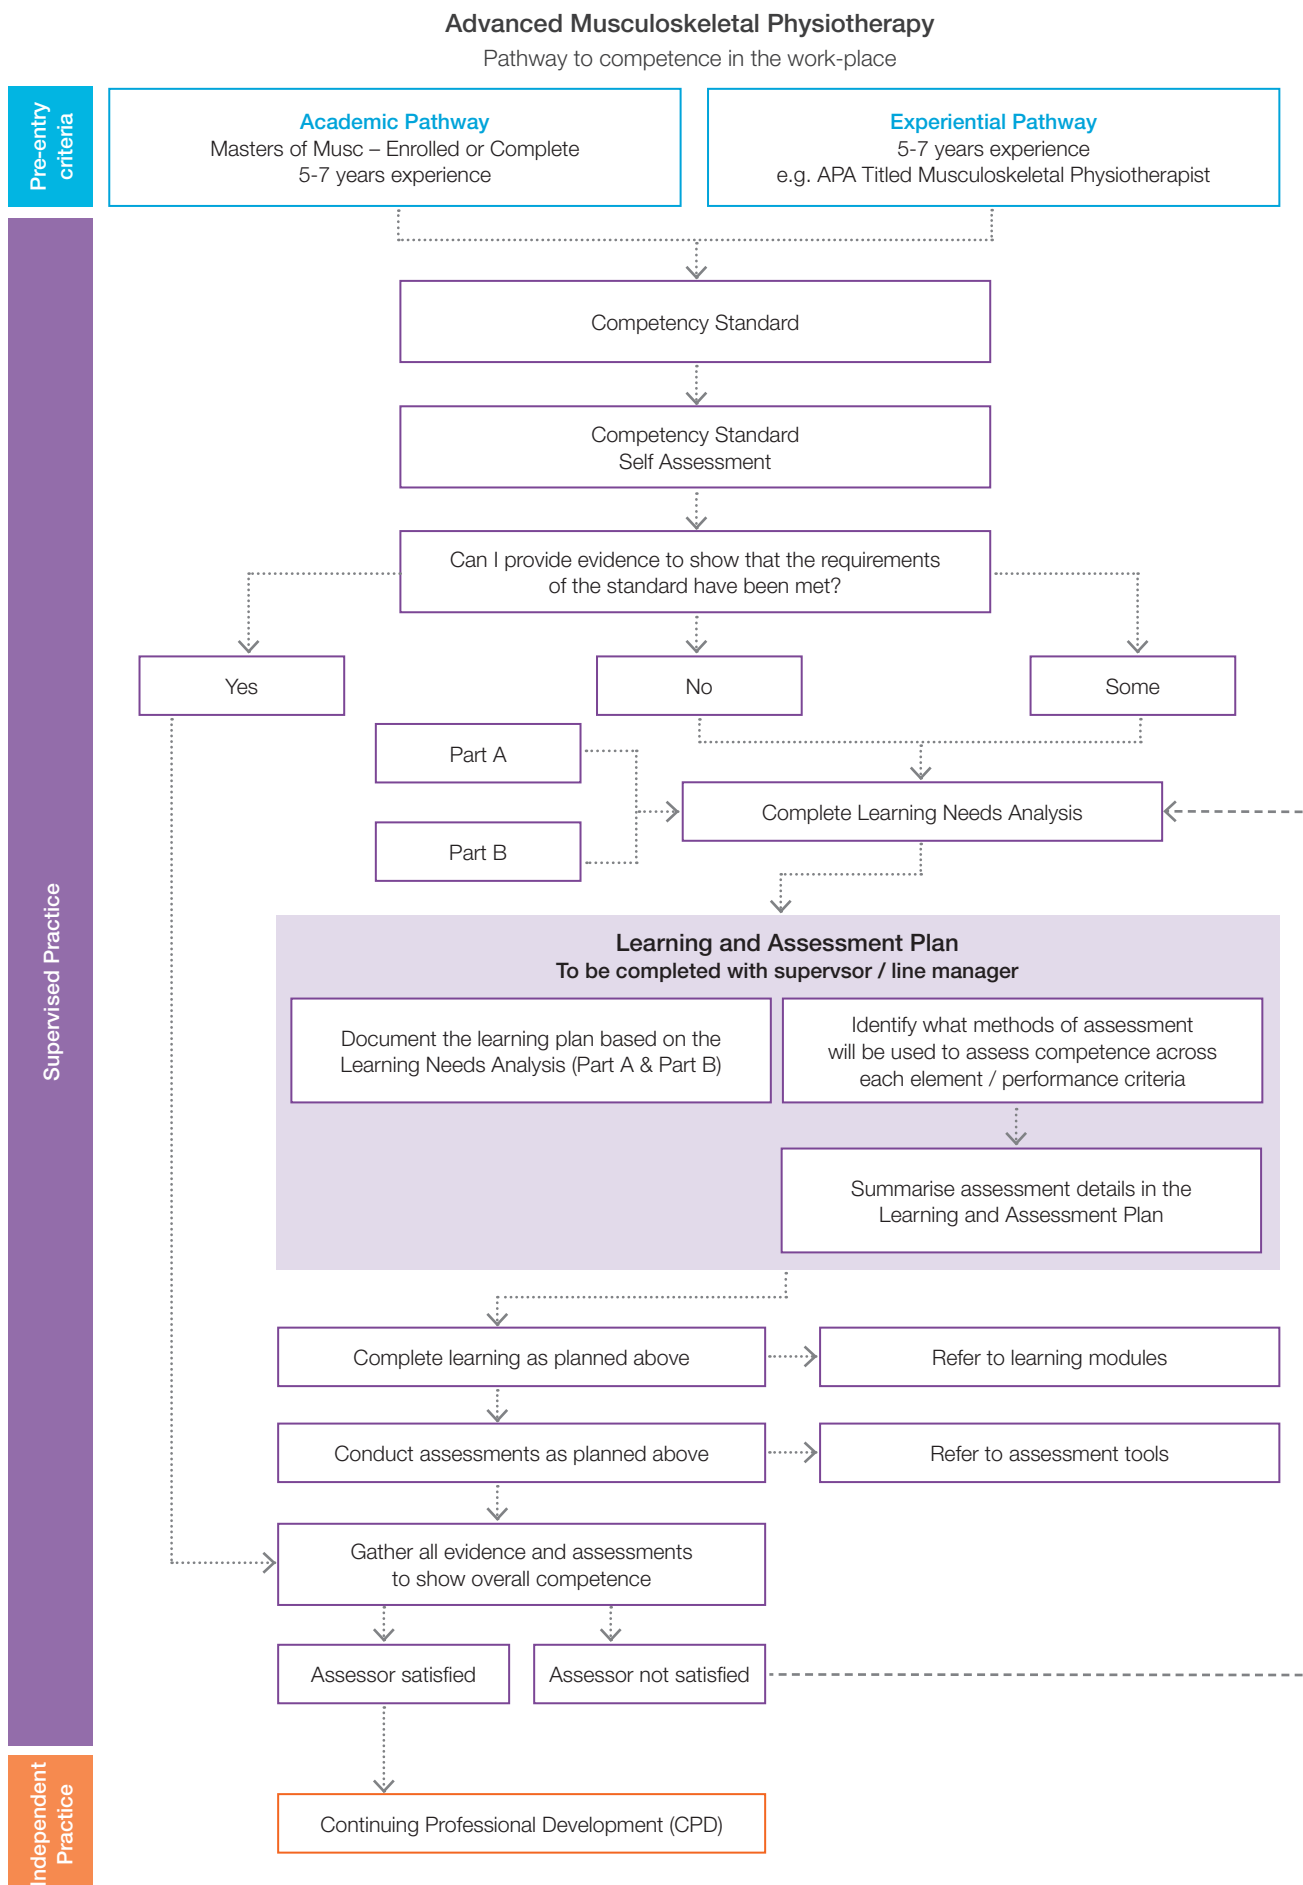 Advanced Musculoskeletal Physiotherapy
Pathway to competence in the work-place
Pre-entry
criteria
Academic Pathway
Masters of Musc – Enrolled or Complete
5-7 years experience
Experiential Pathway
5-7 years experience
e.g. APA Titled Musculoskeletal Physiotherapist
Supervised Practice
Competency Standard
Competency Standard
Self Assessment
Can I provide evidence to show that the requirements
of the standard have been met?
Yes
No
Some
Part A
Part B
Complete Learning Needs Analysis
Learning and Assessment Plan
To be completed with supervsor / line manager
Document the learning plan based on the
Learning Needs Analysis (Part A & Part B)
Identify what methods of assessment
will be used to assess competence across
each element / performance criteria
Summarise assessment details in the
Learning and Assessment Plan
Complete learning as planned above
Refer to learning modules
Conduct assessments as planned above
Refer to assessment tools
Gather all evidence and assessments
to show overall competence
Assessor satisfied
Assessor not satisfied
Independent
Practice
Continuing Professional Development (CPD)